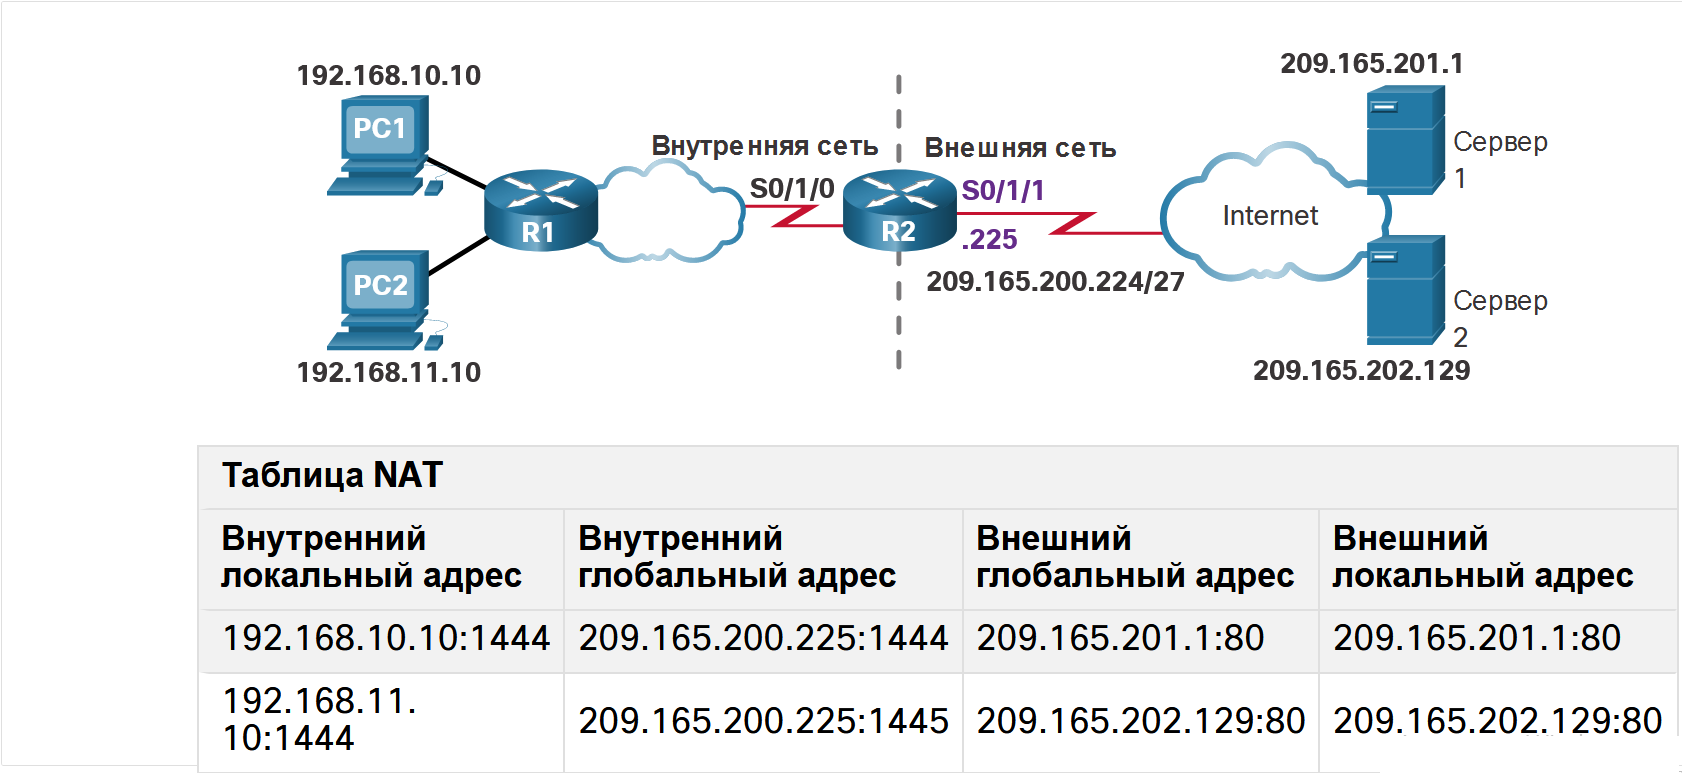 192.168.10.10
209.165.201.1
PC1
Сервер
1
Внутренняя сеть
Внешняя сеть
S0/1/0
S0/1/1
Internet
R1
R2
.225
209.165.200.224/27
PC2
Сервер
2
192.168.11.10
209.165.202.129
Таблица NAT
Внутренний
локальный адрес
Внутренний
глобальный адрес
Внешний
глобальный адрес
Внешний
локальный адрес
192.168.10.10:1444
209.165.200.225:1444
209.165.201.1:80
209.165.201.1:80
192.168.11.
10:1444
209.165.200.225:1445
209.165.202.129:80
209.165.202.129:80